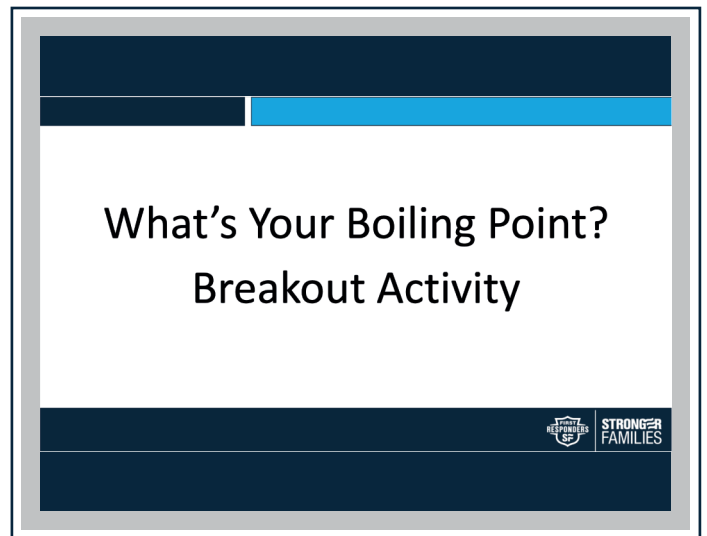 What's Your Boiling Point?
Breakout Activity
FIRST
RESPONDERS
SF
STRONGER
FAMILIES